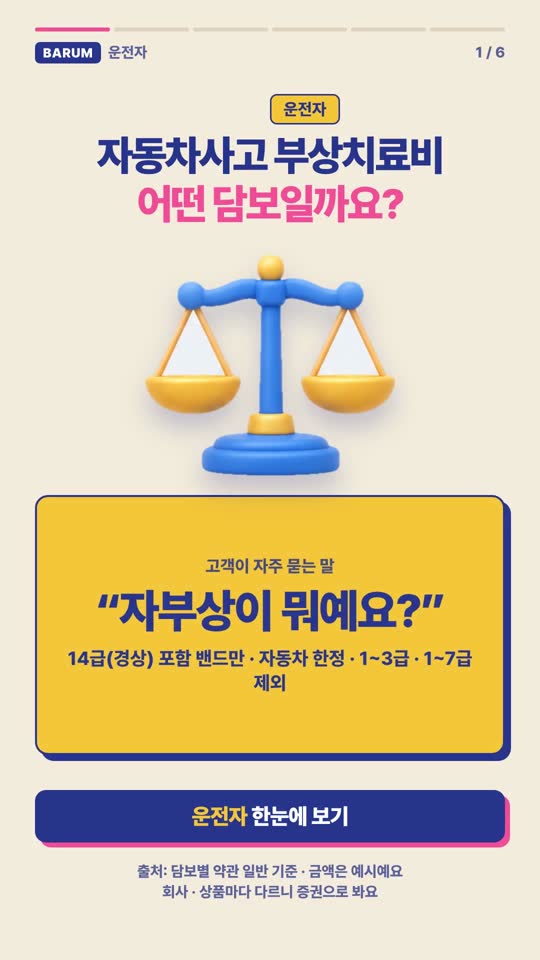 BARUM 운전자 1 / 6
운전자
자동차사고 부상치료비
어떤 담보일까요?
고객이 자주 묻는 말
“자부상이 뭐예요?”
14급(경상) 포함 밴드만 · 자동차 한정 · 1~3급 · 1~7급
제외
운전자 한눈에 보기
출처: 담보별 약관 일반 기준 · 금액은 예시예요
회사 · 상품마다 다르니 증권으로 봐요